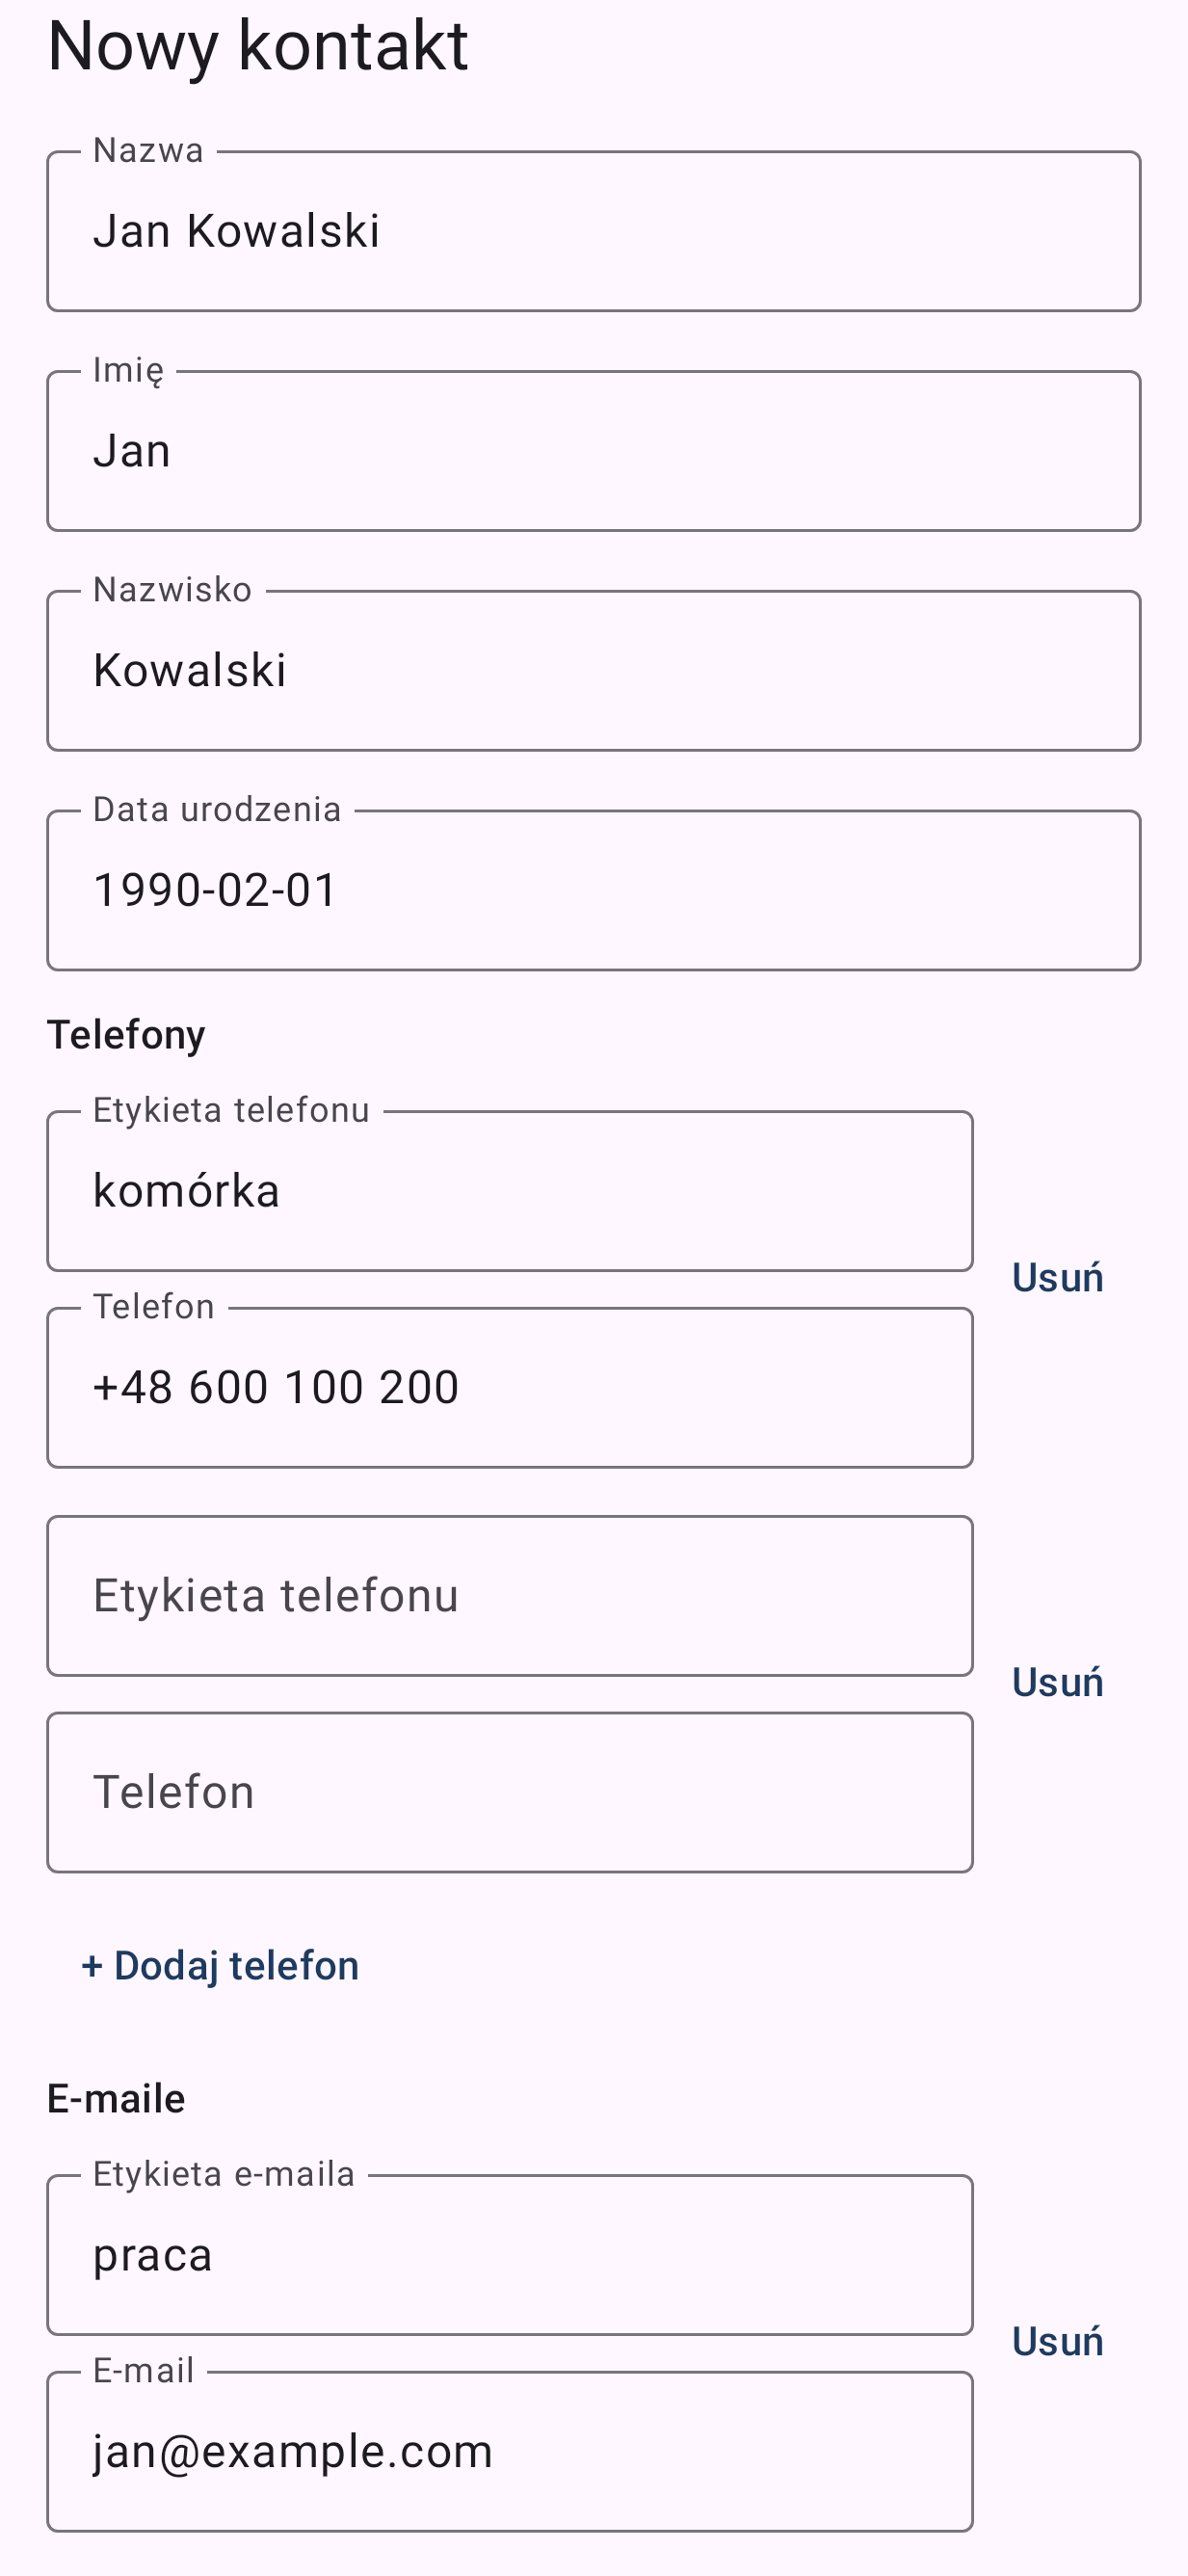 Nowy kontakt
Nazwa
Jan Kowalski
Imię
Jan
Nazwisko
Kowalski
Data urodzenia
1990-02-01
Telefony
Etykieta telefonu
komórka
Usuń
Telefon
+48 600 100 200
Etykieta telefonu
Usuń
Telefon
+ Dodaj telefon
E-maile
Etykieta e-maila
praca
Usuń
E-mail
jan@example.com